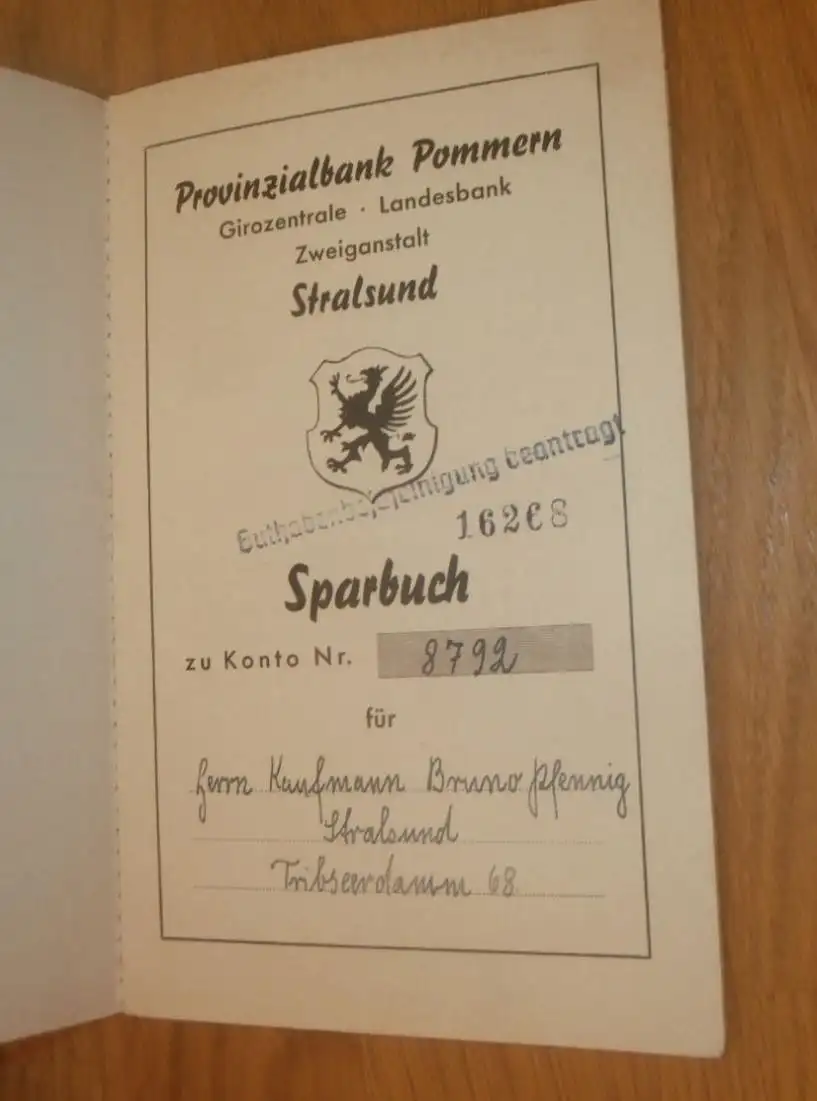 Provinzialbank Pommern
Girozentrale · Landesbank
Zweiganstalt
Stralsund
Guthabenbescheinigung beantragt
16268
Sparbuch
zu Konto Nr. 8792
für
Herrn Kaufmann Bruno Pfennig
Stralsund
Tribseerdamm 68